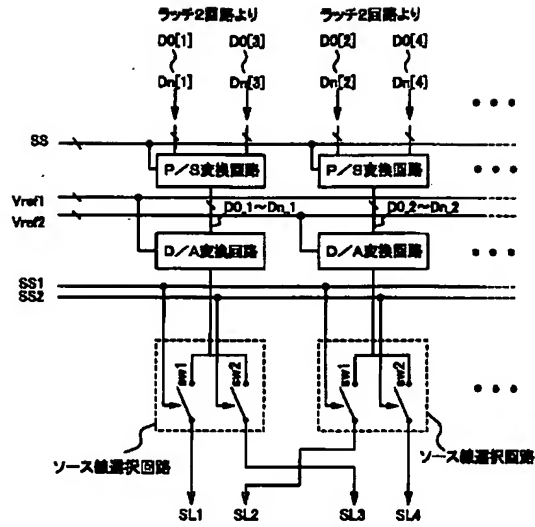 ラッチ2回路より ラッチ2回路より
D0[1] D0[3] D0[2] D0[4]
Dn[1] Dn[3] Dn[2] Dn[4]
SS
P/S変換回路 P/S変換回路
Vref1
Vref2
D0_1～Dn_1 D0_2～Dn_2
D/A変換回路 D/A変換回路
SS1
SS2
sw1 sw2 sw1 sw2
ソース線選択回路 ソース線選択回路
SL1 SL2 SL3 SL4